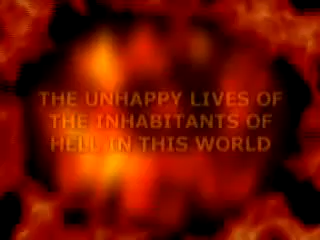 THE UNHAPPY LIVES OF
THE INHABITANTS OF
HELL IN THIS WORLD